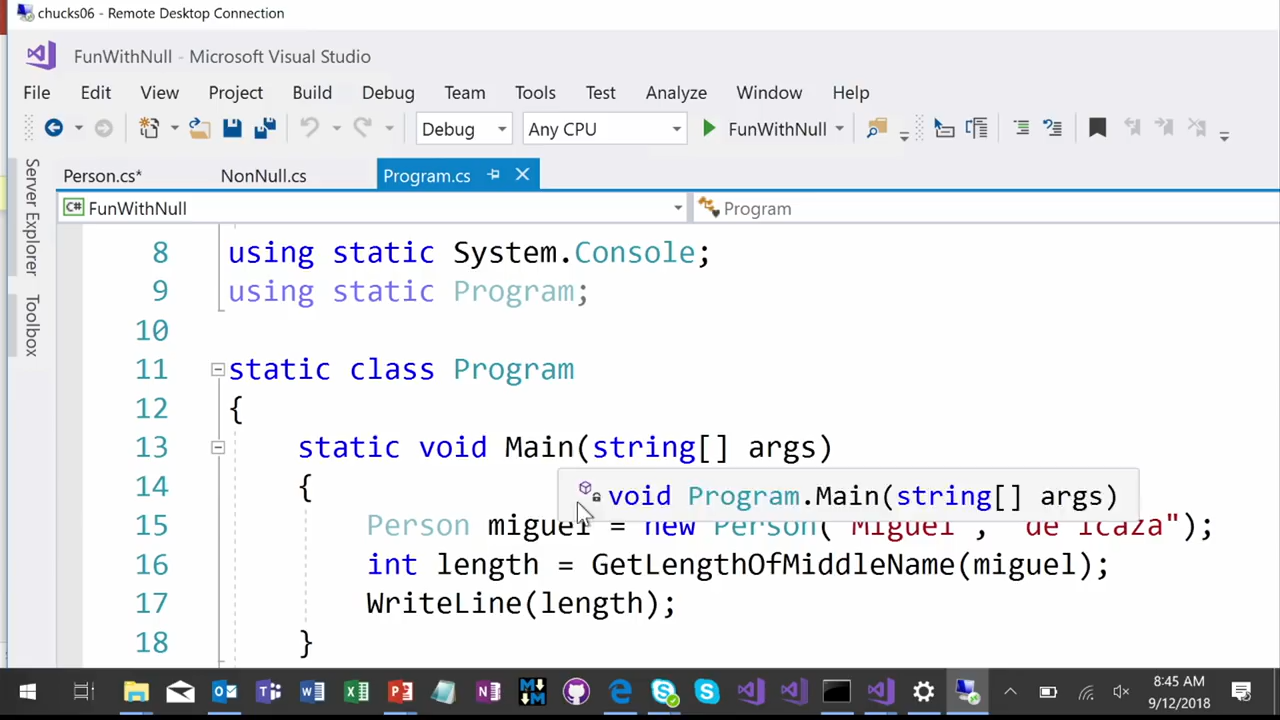 chucks06 - Remote Desktop Connection
FunWithNull - Microsoft Visual Studio
File Edit View Project Build Debug Team Tools Test Analyze Window Help
Debug Any CPU FunWithNull
Server Explorer
Toolbox
Person.cs* NonNull.cs Program.cs
C# FunWithNull Program
8 using static System.Console;
9 using static Program;
10
11 static class Program
12 {
13 static void Main(string[] args)
14 {
void Program.Main(string[] args)
15 Person miguel = new Person("Miguel", "de Icaza");
16 int length = GetLengthOfMiddleName(miguel);
17 WriteLine(length);
18 }
8:45 AM
9/12/2018